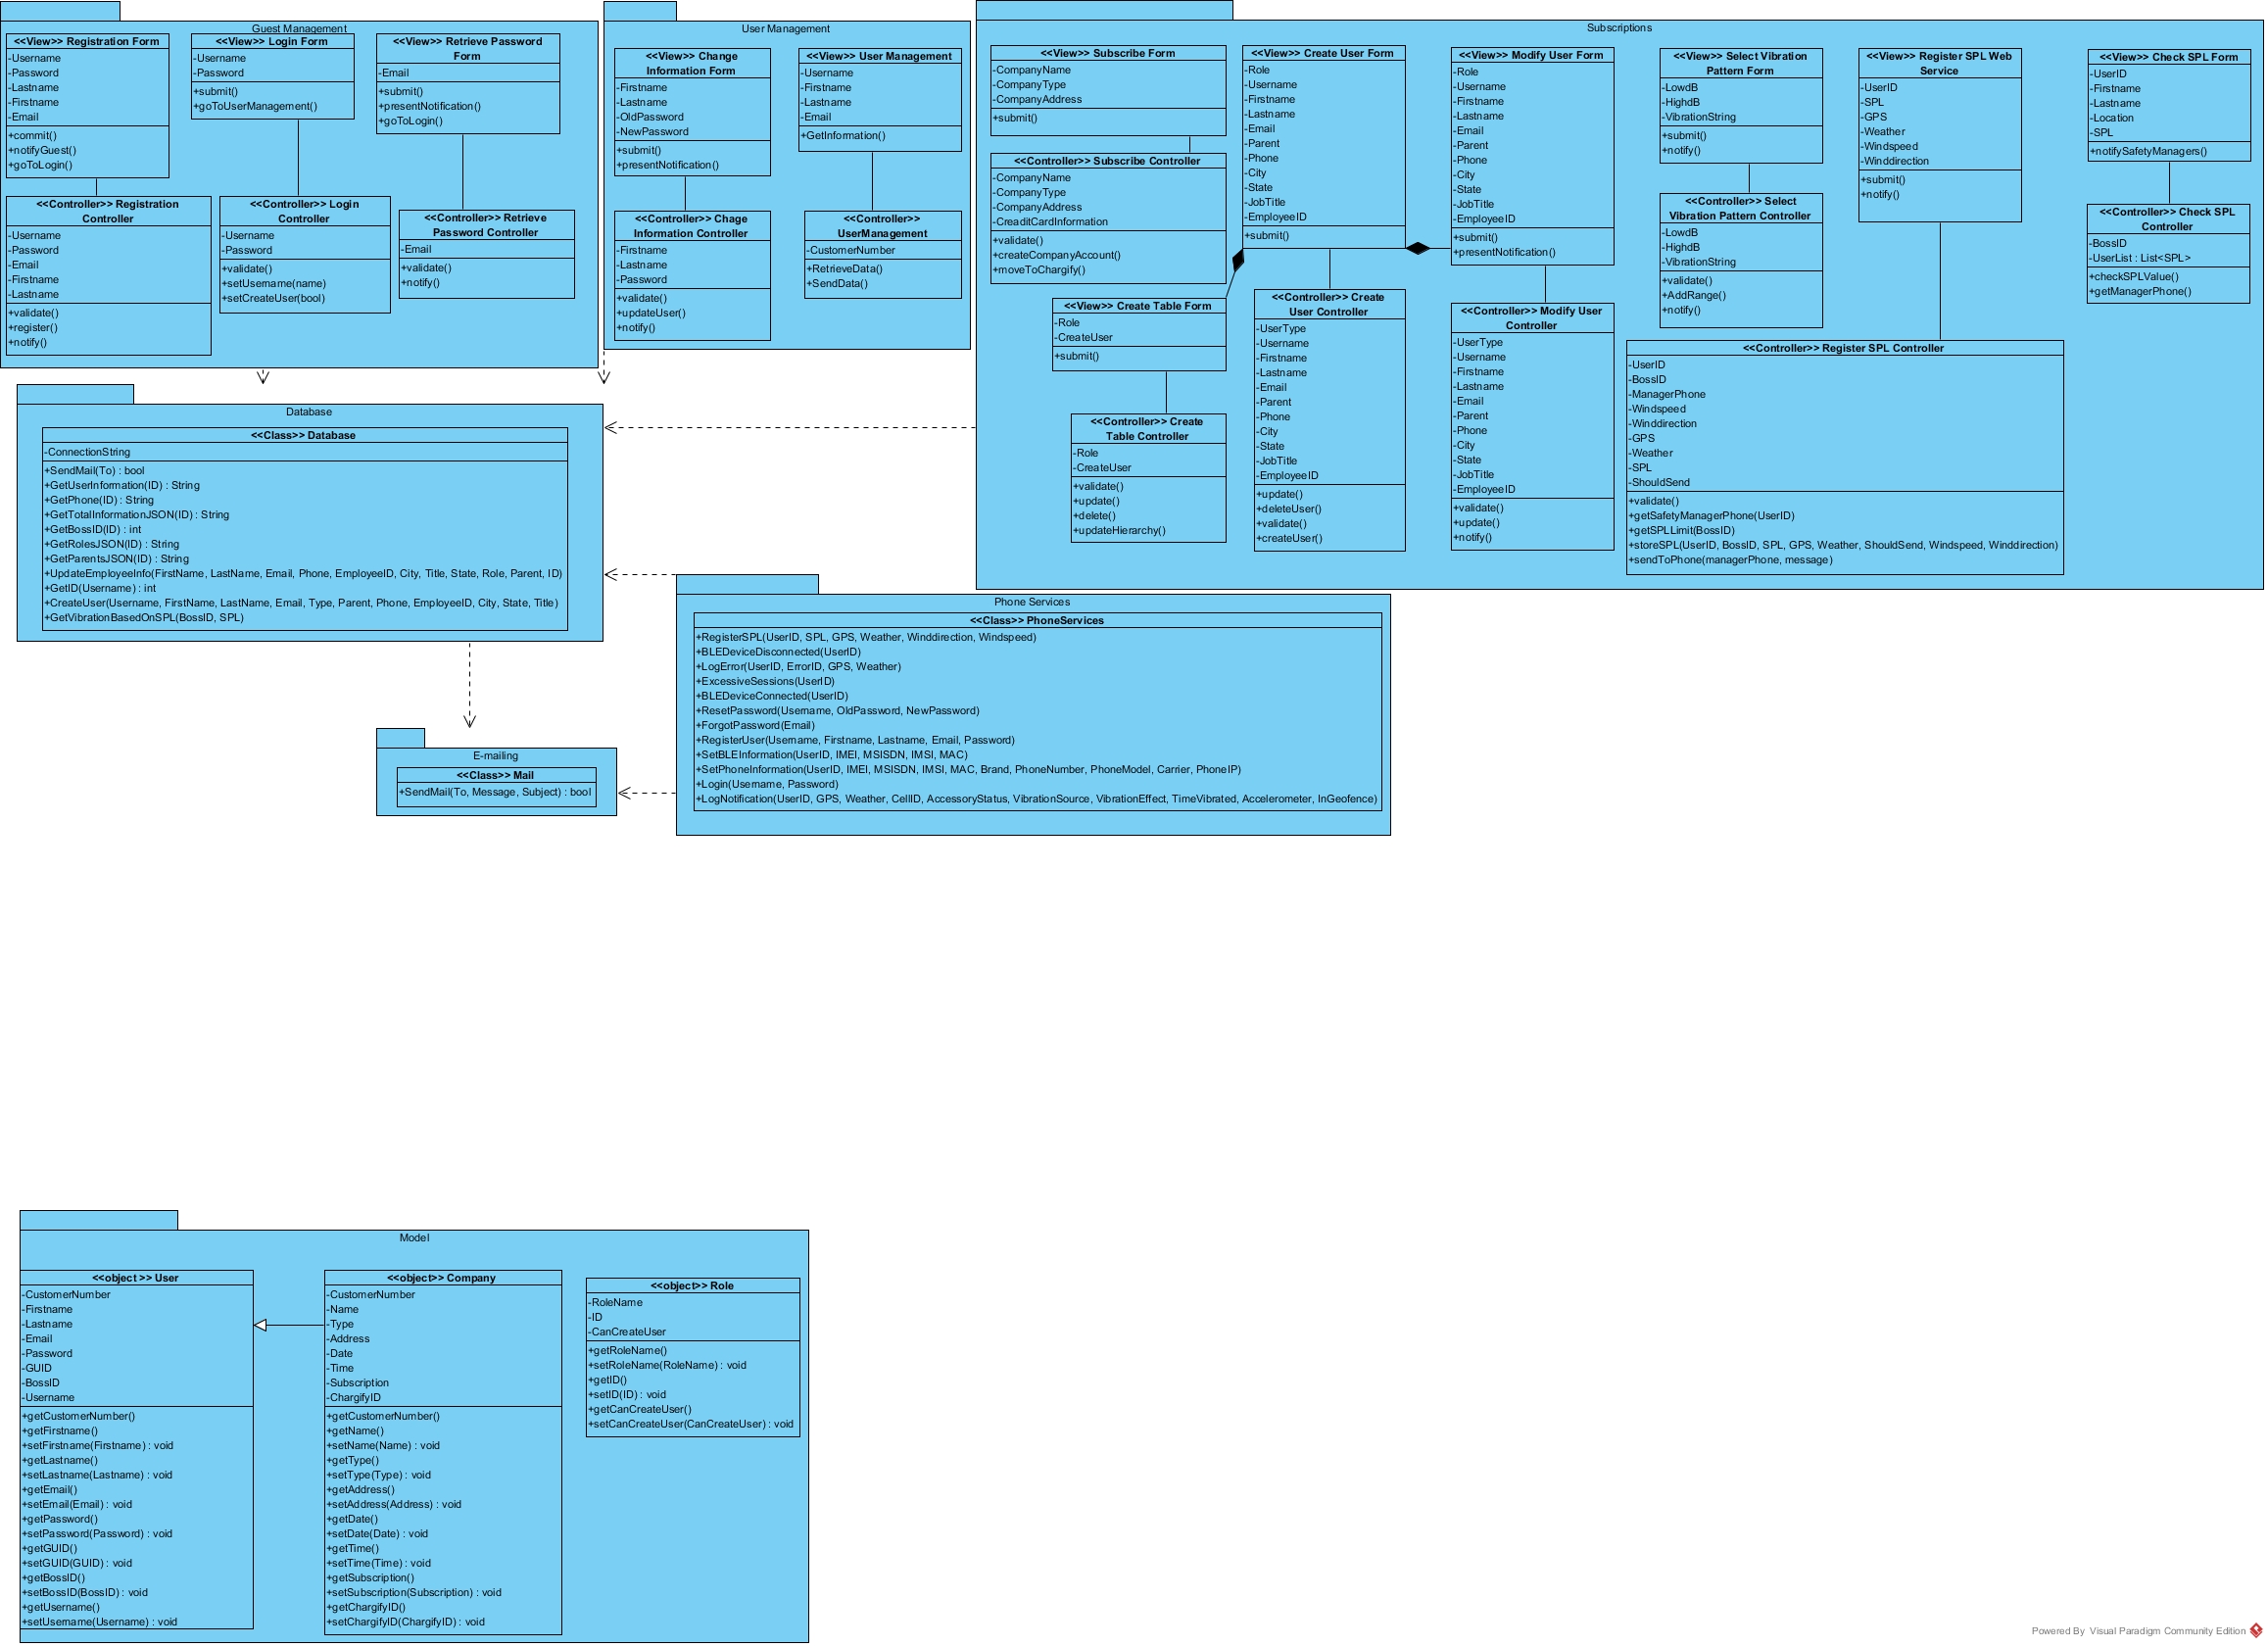 Guest Management
<<View>> Registration Form
-Username
-Password
-Lastname
-Firstname
-Email
+commit()
+notifyGuest()
+goToLogin()
<<View>> Login Form
-Username
-Password
+submit()
+goToUserManagement()
<<View>> Retrieve Password
Form
-Email
+submit()
+presentNotification()
+goToLogin()
<<Controller>> Registration
Controller
-Username
-Password
-Email
-Firstname
-Lastname
+validate()
+register()
+notify()
<<Controller>> Login
Controller
-Username
-Password
+validate()
+setUsername(name)
+setCreateUser(bool)
<<Controller>> Retrieve
Password Controller
-Email
+validate()
+notify()
User Management
<<View>> Change
Information Form
-Firstname
-Lastname
-OldPassword
-NewPassword
+submit()
+presentNotification()
<<View>> User Management
-Username
-Firstname
-Lastname
-Email
+GetInformation()
<<Controller>> Chage
Information Controller
-Firstname
-Lastname
-Password
+validate()
+updateUser()
+notify()
<<Controller>>
UserManagement
-CustomerNumber
+RetrieveData()
+SendData()
Subscriptions
<<View>> Subscribe Form
-CompanyName
-CompanyType
-CompanyAddress
+submit()
<<Controller>> Subscribe Controller
-CompanyName
-CompanyType
-CompanyAddress
-CreaditCardInformation
+validate()
+createCompanyAccount()
+moveToChargify()
<<View>> Create User Form
-Role
-Username
-Firstname
-Lastname
-Email
-Parent
-Phone
-City
-State
-JobTitle
-EmployeeID
+submit()
<<View>> Modify User Form
-Role
-Username
-Firstname
-Lastname
-Email
-Parent
-Phone
-City
-State
-JobTitle
-EmployeeID
+submit()
+presentNotification()
<<View>> Select Vibration
Pattern Form
-LowdB
-HighdB
-VibrationString
+submit()
+notify()
<<View>> Register SPL Web
Service
-UserID
-SPL
-GPS
-Weather
-Windspeed
-Winddirection
+submit()
+notify()
<<View>> Check SPL Form
-UserID
-Firstname
-Lastname
-Location
-SPL
+notifySafetyManagers()
<<Controller>> Select
Vibration Pattern Controller
-LowdB
-HighdB
-VibrationString
+validate()
+AddRange()
+notify()
<<Controller>> Check SPL
Controller
-BossID
-UserList : List<SPL>
+checkSPLValue()
+getManagerPhone()
<<View>> Create Table Form
-Role
-CreateUser
+submit()
<<Controller>> Create
Table Controller
-Role
-CreateUser
+validate()
+update()
+delete()
+updateHierarchy()
<<Controller>> Create
User Controller
-UserType
-Username
-Firstname
-Lastname
-Email
-Parent
-Phone
-City
-State
-JobTitle
-EmployeeID
+update()
+deleteUser()
+validate()
+createUser()
<<Controller>> Modify User
Controller
-UserType
-Username
-Firstname
-Lastname
-Email
-Parent
-Phone
-City
-State
-JobTitle
-EmployeeID
+validate()
+update()
+notify()
<<Controller>> Register SPL Controller
-UserID
-BossID
-ManagerPhone
-Windspeed
-Winddirection
-GPS
-Weather
-SPL
-ShouldSend
+validate()
+getSafetyManagerPhone(UserID)
+getSPLLimit(BossID)
+storeSPL(UserID, BossID, SPL, GPS, Weather, ShouldSend, Windspeed, Winddirection)
+sendToPhone(managerPhone, message)
Database
<<Class>> Database
-ConnectionString
+SendMail(To) : bool
+GetUserInformation(ID) : String
+GetPhone(ID) : String
+GetTotalInformationJSON(ID) : String
+GetBossID(ID) : int
+GetRolesJSON(ID) : String
+GetParentsJSON(ID) : String
+UpdateEmployeeInfo(FirstName, LastName, Email, Phone, EmployeeID, City, Title, State, Role, Parent, ID)
+GetID(Username) : int
+CreateUser(Username, FirstName, LastName, Email, Type, Parent, Phone, EmployeeID, City, State, Title)
+GetVibrationBasedOnSPL(BossID, SPL)
Phone Services
<<Class>> PhoneServices
+RegisterSPL(UserID, SPL, GPS, Weather, Winddirection, Windspeed)
+BLEDeviceDisconnected(UserID)
+LogError(UserID, ErrorID, GPS, Weather)
+ExcessiveSessions(UserID)
+BLEDeviceConnected(UserID)
+ResetPassword(Username, OldPassword, NewPassword)
+ForgotPassword(Email)
+RegisterUser(Username, Firstname, Lastname, Email, Password)
+SetBLEInformation(UserID, IMEI, MSISDN, IMSI, MAC)
+SetPhoneInformation(UserID, IMEI, MSISDN, IMSI, MAC, Brand, PhoneNumber, PhoneModel, Carrier, PhoneIP)
+Login(Username, Password)
+LogNotification(UserID, GPS, Weather, CellID, AccessoryStatus, VibrationSource, VibrationEffect, TimeVibrated, Accelerometer, InGeofence)
E-mailing
<<Class>> Mail
+SendMail(To, Message, Subject) : bool
Model
<<object >> User
-CustomerNumber
-Firstname
-Lastname
-Email
-Password
-GUID
-BossID
-Username
+getCustomerNumber()
+getFirstname()
+setFirstname(Firstname) : void
+getLastname()
+setLastname(Lastname) : void
+getEmail()
+setEmail(Email) : void
+getPassword()
+setPassword(Password) : void
+getGUID()
+setGUID(GUID) : void
+getBossID()
+setBossID(BossID) : void
+getUsername()
+setUsername(Username) : void
<<object>> Company
-CustomerNumber
-Name
-Type
-Address
-Date
-Time
-Subscription
-ChargifyID
+getCustomerNumber()
+getName()
+setName(Name) : void
+getType()
+setType(Type) : void
+getAddress()
+setAddress(Address) : void
+getDate()
+setDate(Date) : void
+getTime()
+setTime(Time) : void
+getSubscription()
+setSubscription(Subscription) : void
+getChargifyID()
+setChargifyID(ChargifyID) : void
<<object>> Role
-RoleName
-ID
-CanCreateUser
+getRoleName()
+setRoleName(RoleName) : void
+getID()
+setID(ID) : void
+getCanCreateUser()
+setCanCreateUser(CanCreateUser) : void
Powered By Visual Paradigm Community Edition